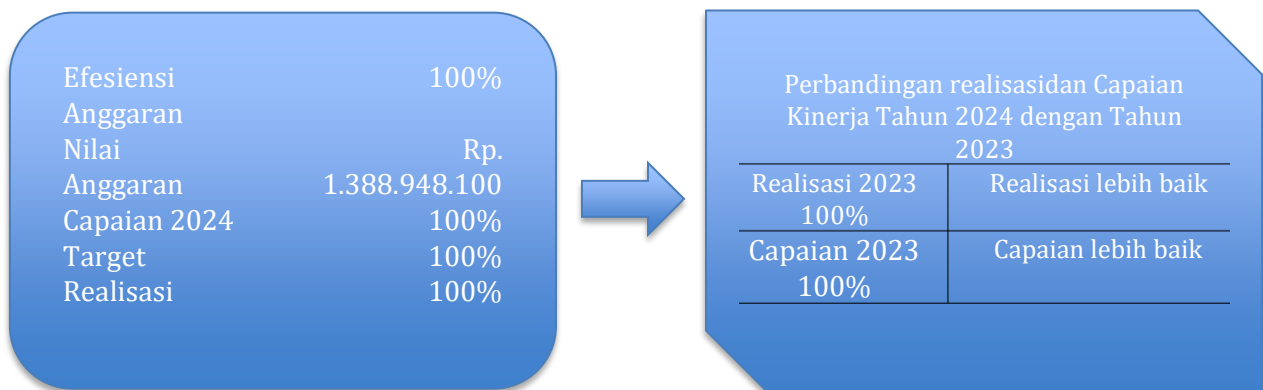 Efesiensi 100%
Anggaran
Nilai Rp.
Anggaran 1.388.948.100
Capaian 2024 100%
Target 100%
Realisasi 100%
Perbandingan realisasidan Capaian
Kinerja Tahun 2024 dengan Tahun
2023
Realisasi 2023 Realisasi lebih baik
100%
Capaian 2023 Capaian lebih baik
100%